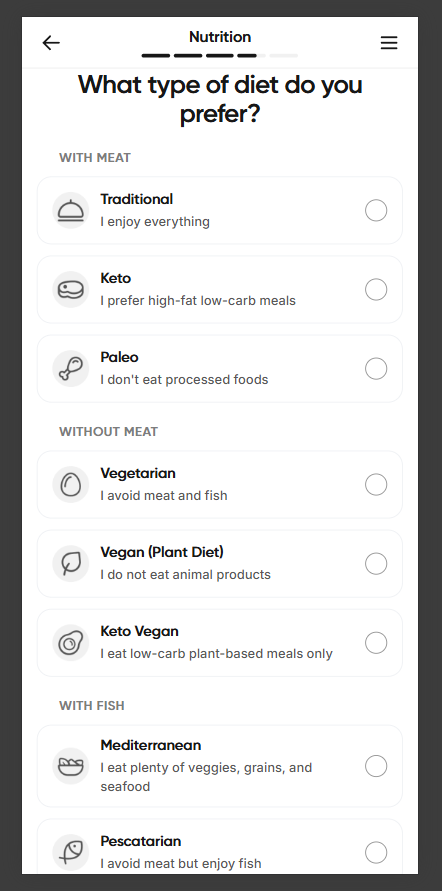 Nutrition
What type of diet do you
prefer?
WITH MEAT
Traditional
I enjoy everything
Keto
I prefer high-fat low-carb meals
Paleo
I don't eat processed foods
WITHOUT MEAT
Vegetarian
I avoid meat and fish
Vegan (Plant Diet)
I do not eat animal products
Keto Vegan
I eat low-carb plant-based meals only
WITH FISH
Mediterranean
I eat plenty of veggies, grains, and
seafood
Pescatarian
I avoid meat but enjoy fish